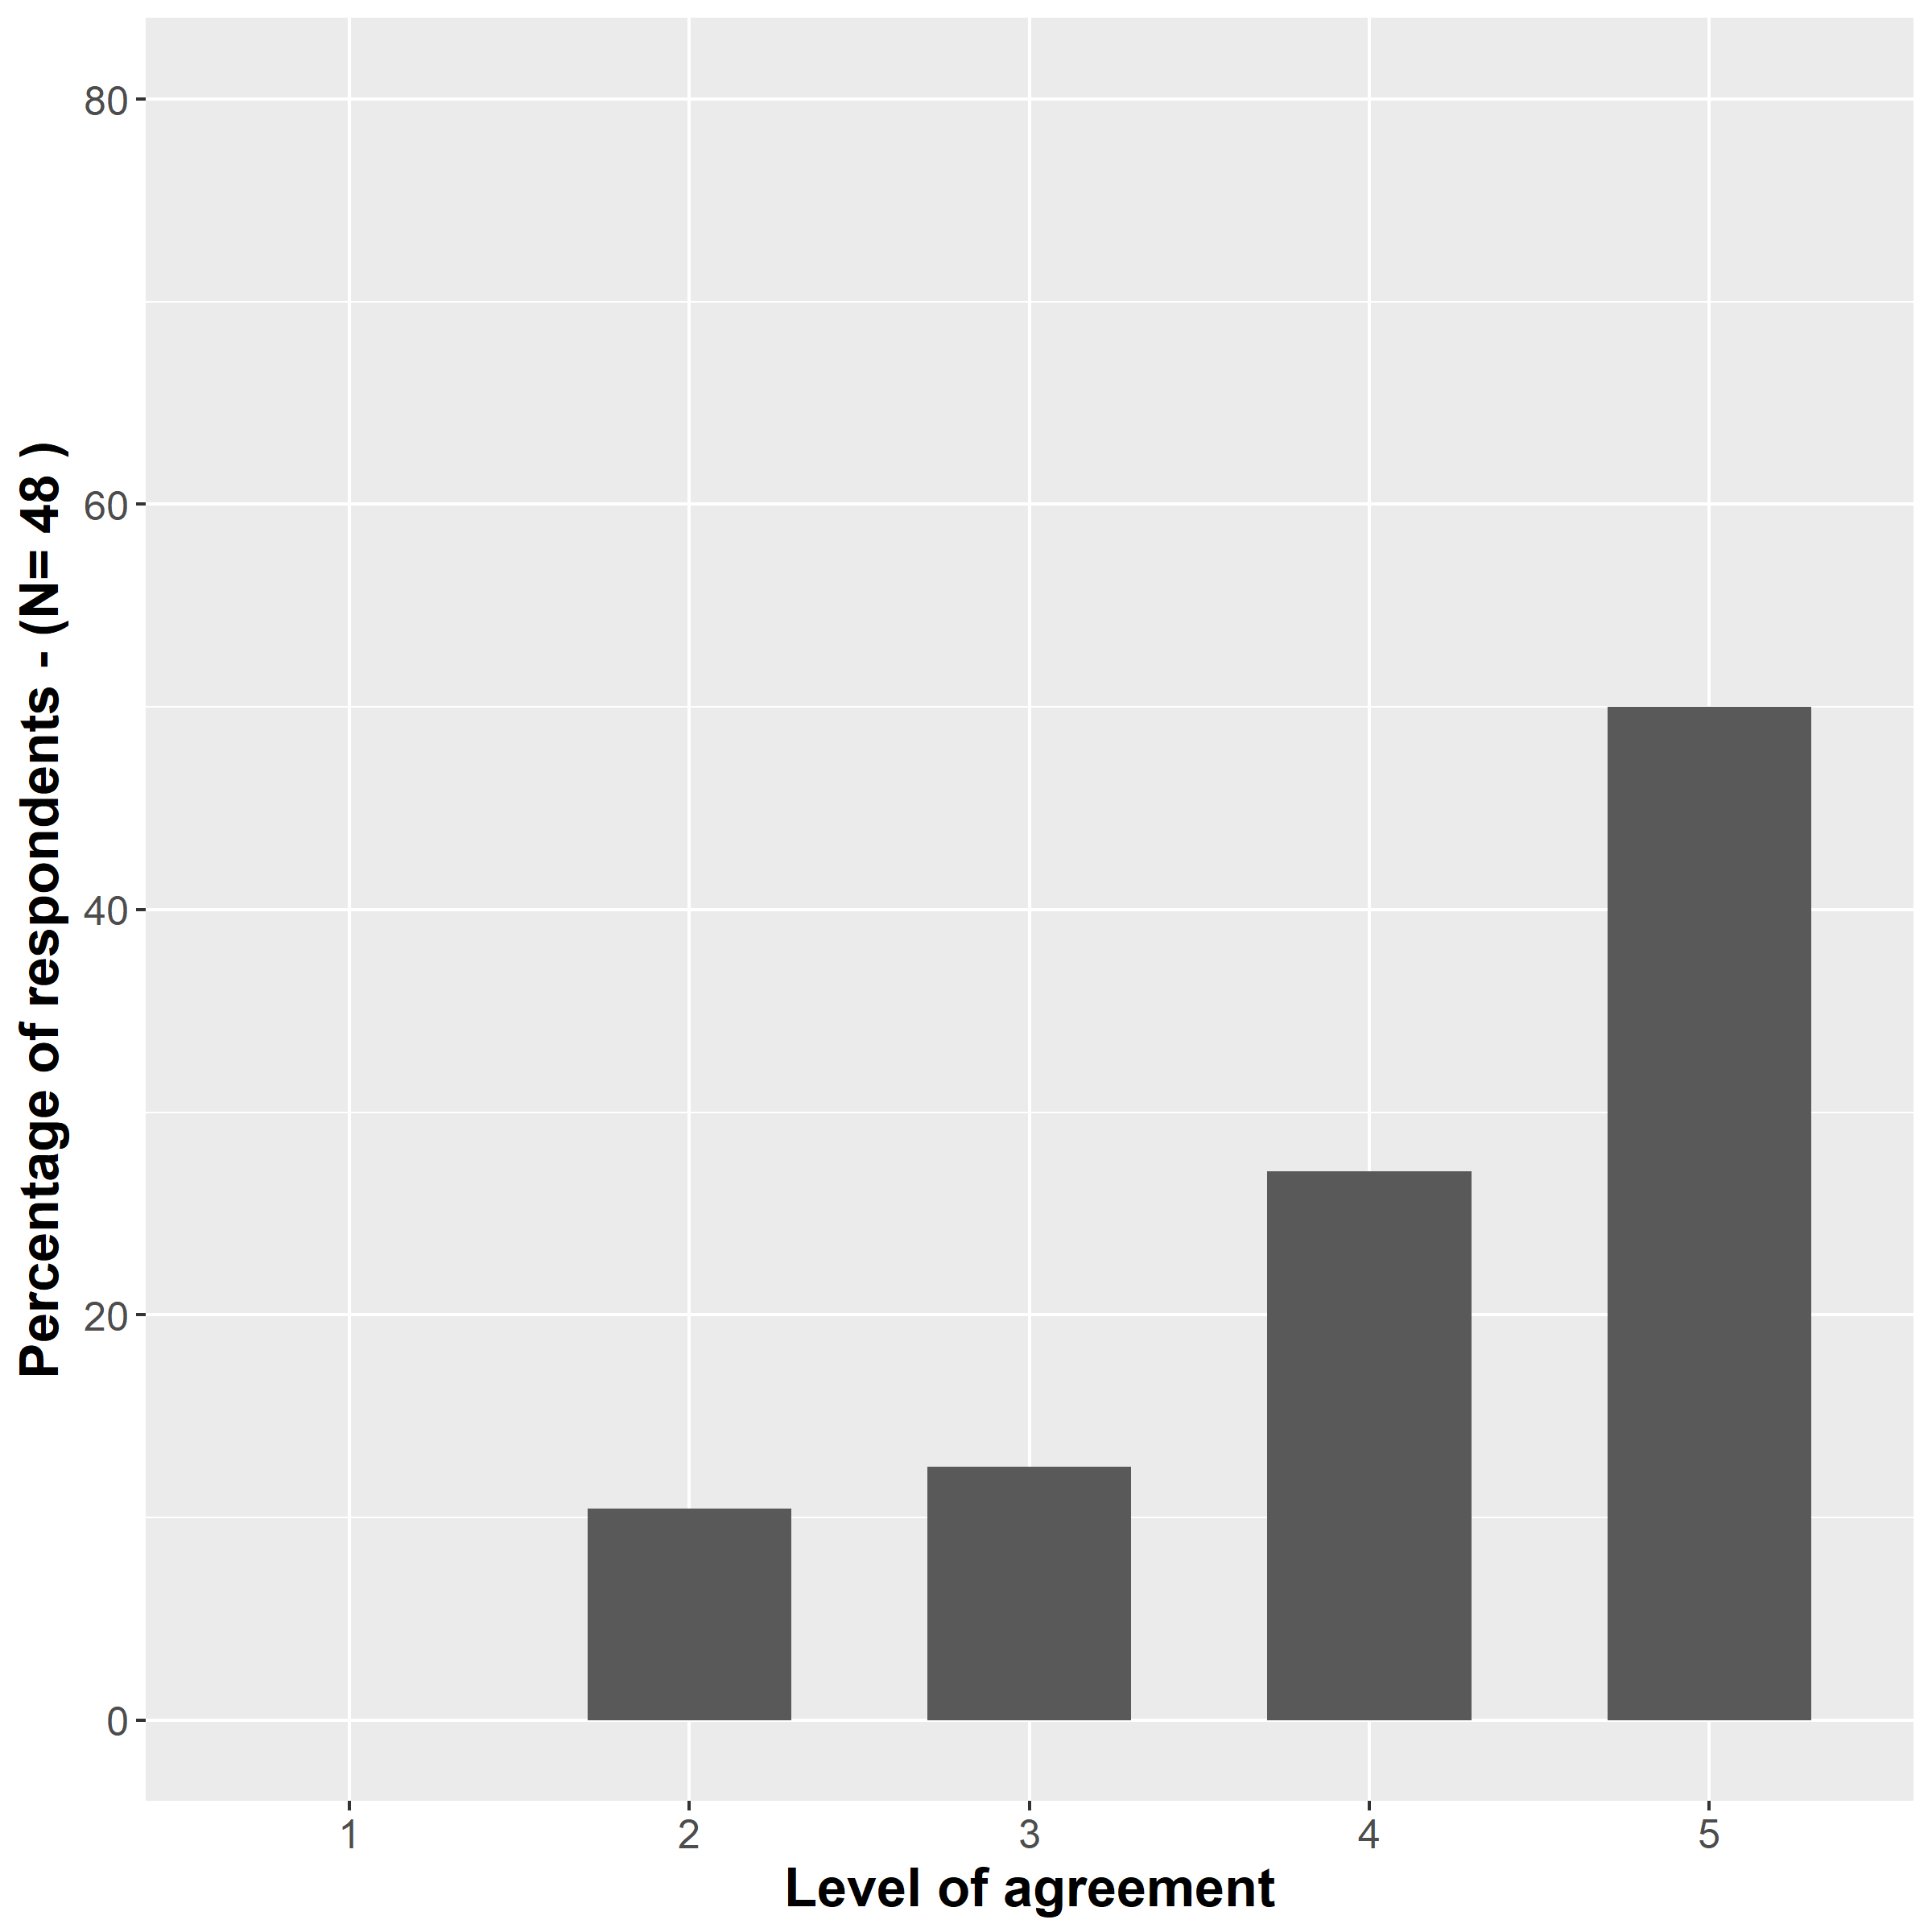 Percentage of respondents - (N= 48 )
80
60
40
20
0
1 2 3 4 5
Level of agreement